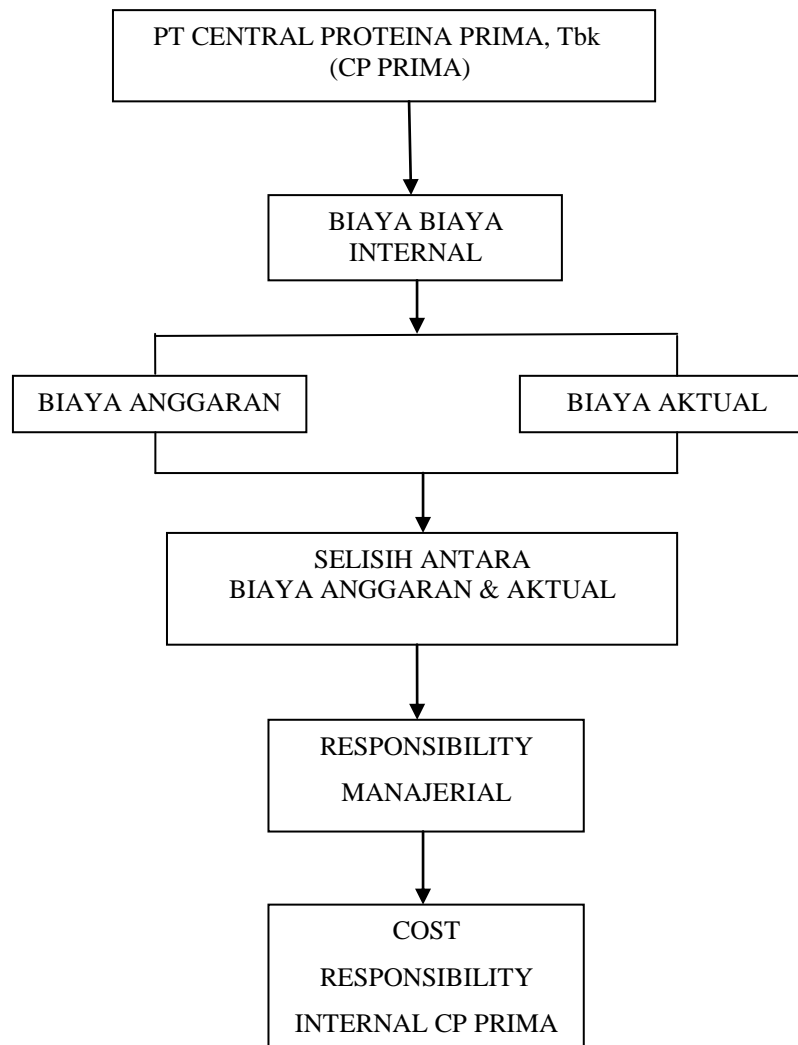 PT CENTRAL PROTEINA PRIMA, Tbk
(CP PRIMA)
BIAYA BIAYA
INTERNAL
BIAYA ANGGARAN
BIAYA AKTUAL
SELISIH ANTARA
BIAYA ANGGARAN & AKTUAL
RESPONSIBILITY
MANAJERIAL
COST
RESPONSIBILITY
INTERNAL CP PRIMA